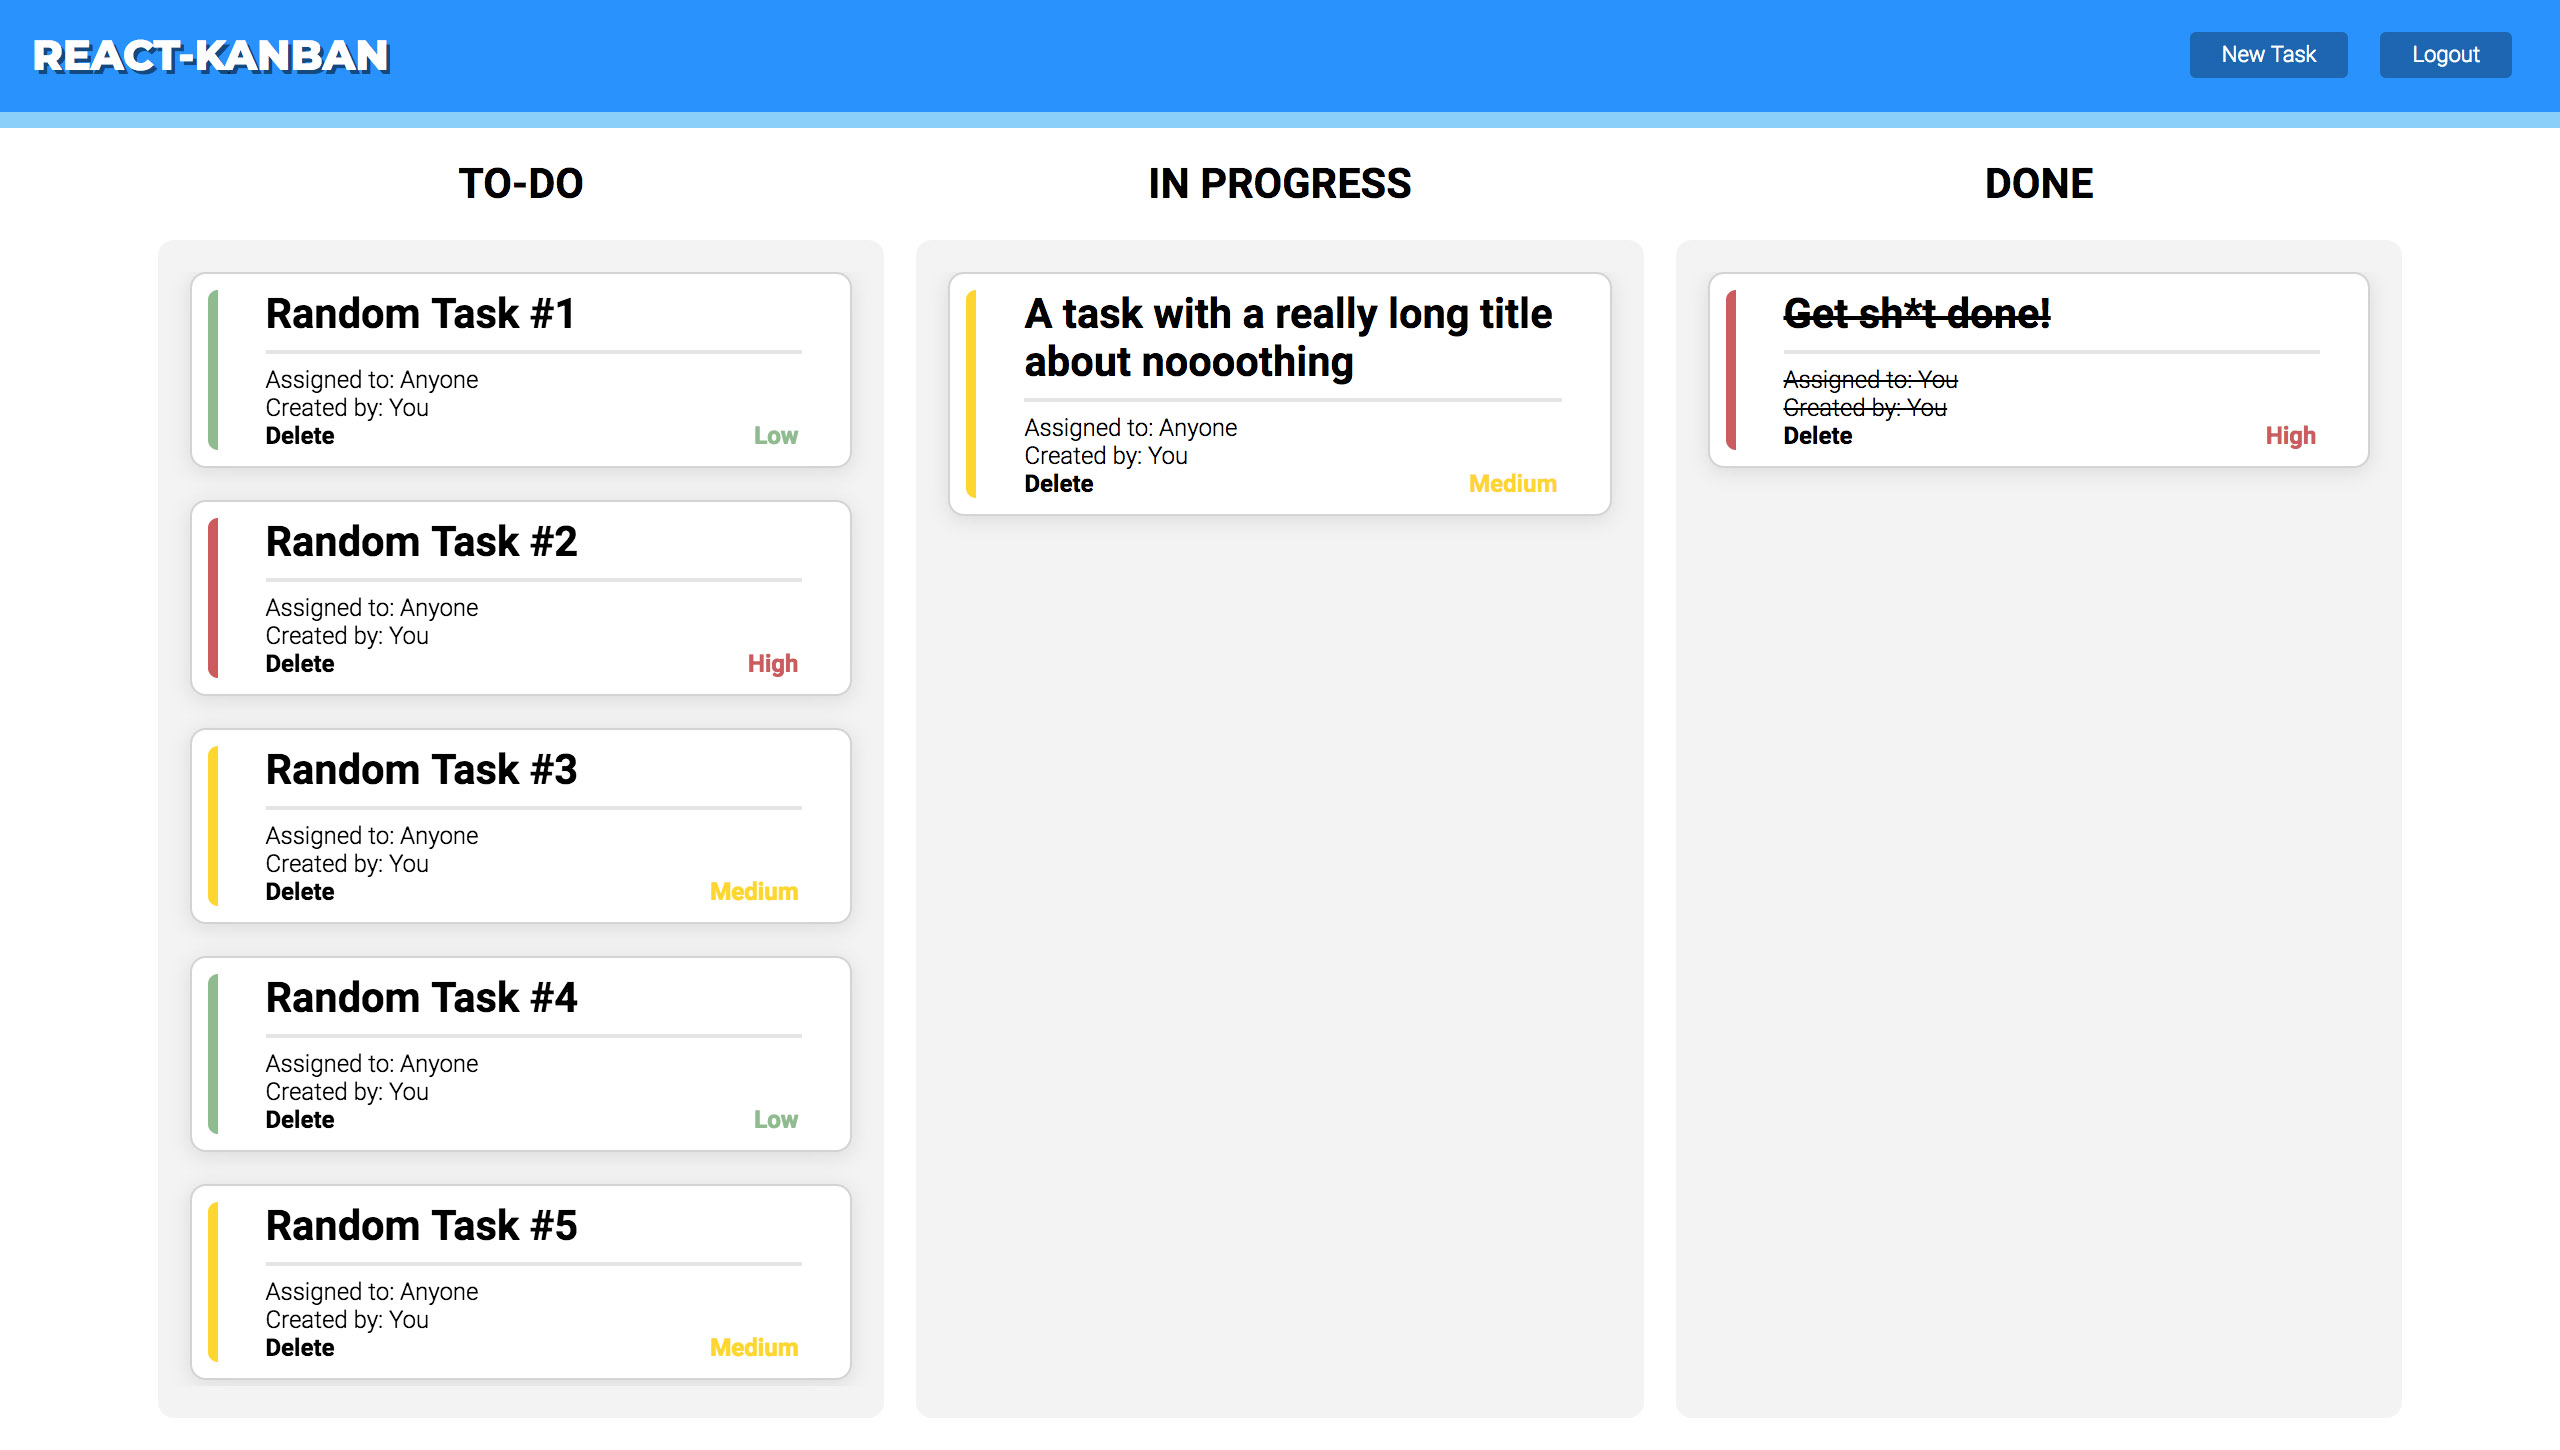 REACT-KANBAN
New Task
Logout
TO-DO
Random Task #1
Assigned to: Anyone
Created by: You
Delete
Low
Random Task #2
Assigned to: Anyone
Created by: You
Delete
High
Random Task #3
Assigned to: Anyone
Created by: You
Delete
Medium
Random Task #4
Assigned to: Anyone
Created by: You
Delete
Low
Random Task #5
Assigned to: Anyone
Created by: You
Delete
Medium
IN PROGRESS
A task with a really long title
about noooothing
Assigned to: Anyone
Created by: You
Delete
Medium
DONE
Get sh*t done!
Assigned to: You
Created by: You
Delete
High